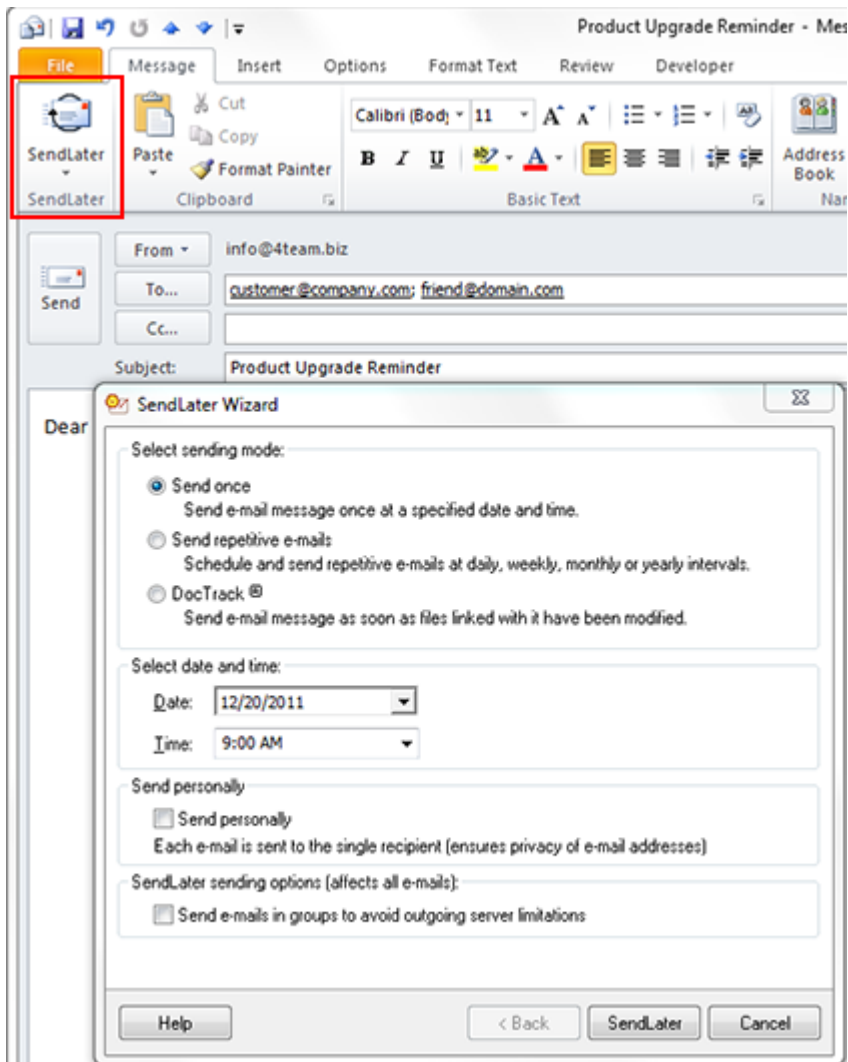 Product Upgrade Reminder - Mes
File Message Insert Options Format Text Review Developer
SendLater
Paste
Cut
Copy
Format Painter
Calibri (Body 11
B I U
Address
Book
SendLater Clipboard Basic Text Nar
Send
From info@4team.biz
To... customer@company.com; friend@domain.com
Cc...
Subject: Product Upgrade Reminder
Dear
SendLater Wizard
Select sending mode:
Send once
Send e-mail message once at a specified date and time.
Send repetitive e-mails
Schedule and send repetitive e-mails at daily, weekly, monthly or yearly intervals.
DocTrack ®
Send e-mail message as soon as files linked with it have been modified.
Select date and time:
Date: 12/20/2011
Time: 9:00 AM
Send personally
Send personally
Each e-mail is sent to the single recipient (ensures privacy of e-mail addresses)
SendLater sending options (affects all e-mails):
Send e-mails in groups to avoid outgoing server limitations
Help < Back SendLater Cancel